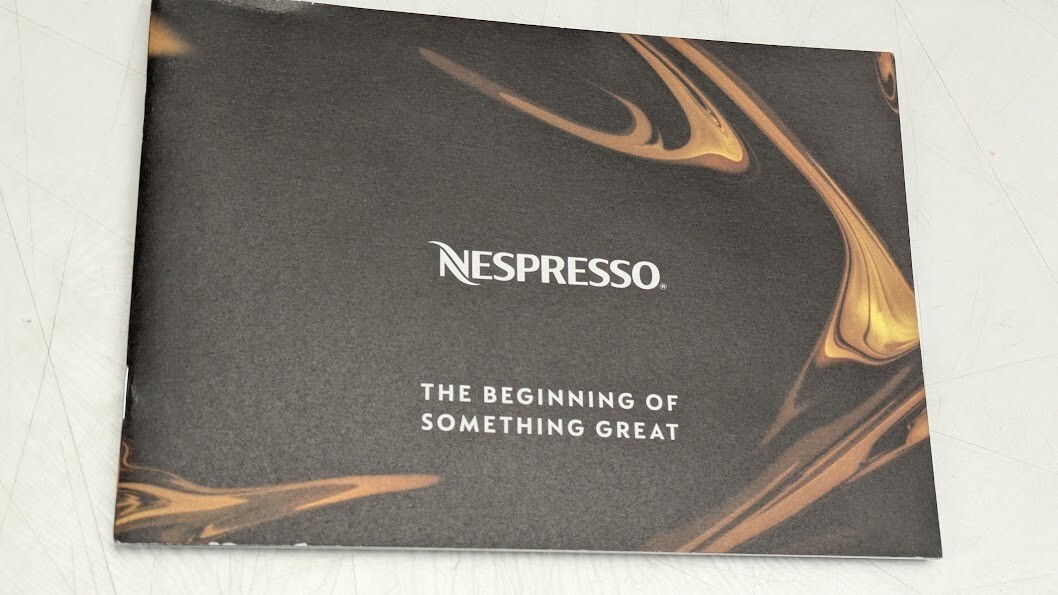 NESPRESSO®
THE BEGINNING OF
SOMETHING GREAT